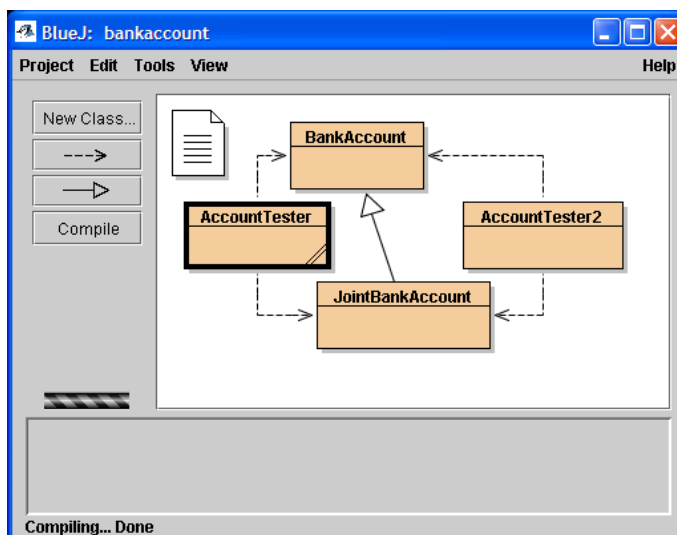 BlueJ: bankaccount
Project Edit Tools View Help
New Class...
Compile
BankAccount
AccountTester
AccountTester2
JointBankAccount
Compiling... Done